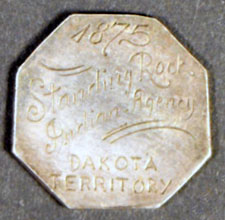 1875
Standing Rock
Indian Agency
DAKOTA
TERRITORY